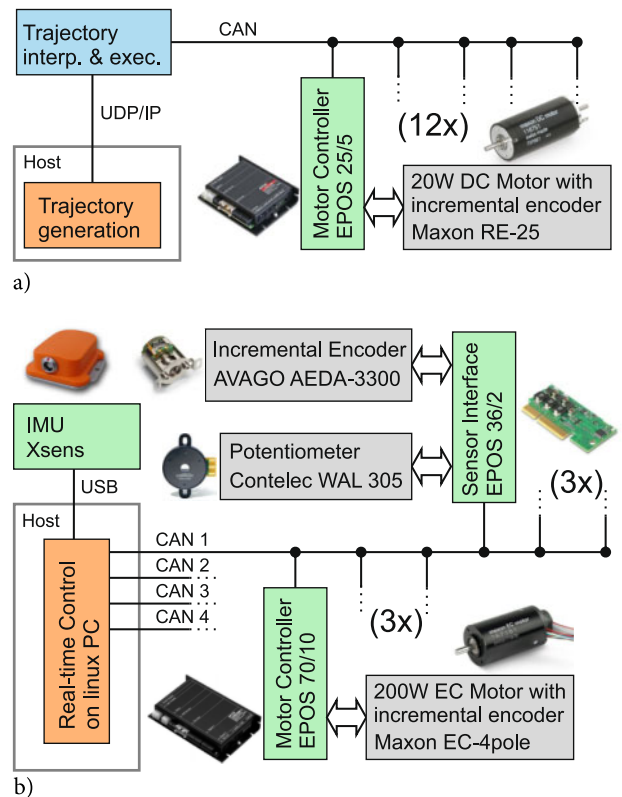 Trajectory
interp. & exec.
CAN
UDP/IP
Host
Trajectory
generation
Motor Controller
EPOS 25/5
(12x)
20W DC Motor with
incremental encoder
Maxon RE-25
a)
Incremental Encoder
AVAGO AEDA-3300
IMU
Xsens
Potentiometer
Contelec WAL 305
Sensor Interface
EPOS 36/2
(3x)
USB
Host
Real-time Control
on linux PC
CAN 1
CAN 2
CAN 3
CAN 4
Motor Controller
EPOS 70/10
(3x)
200W EC Motor with
incremental encoder
Maxon EC-4pole
b)